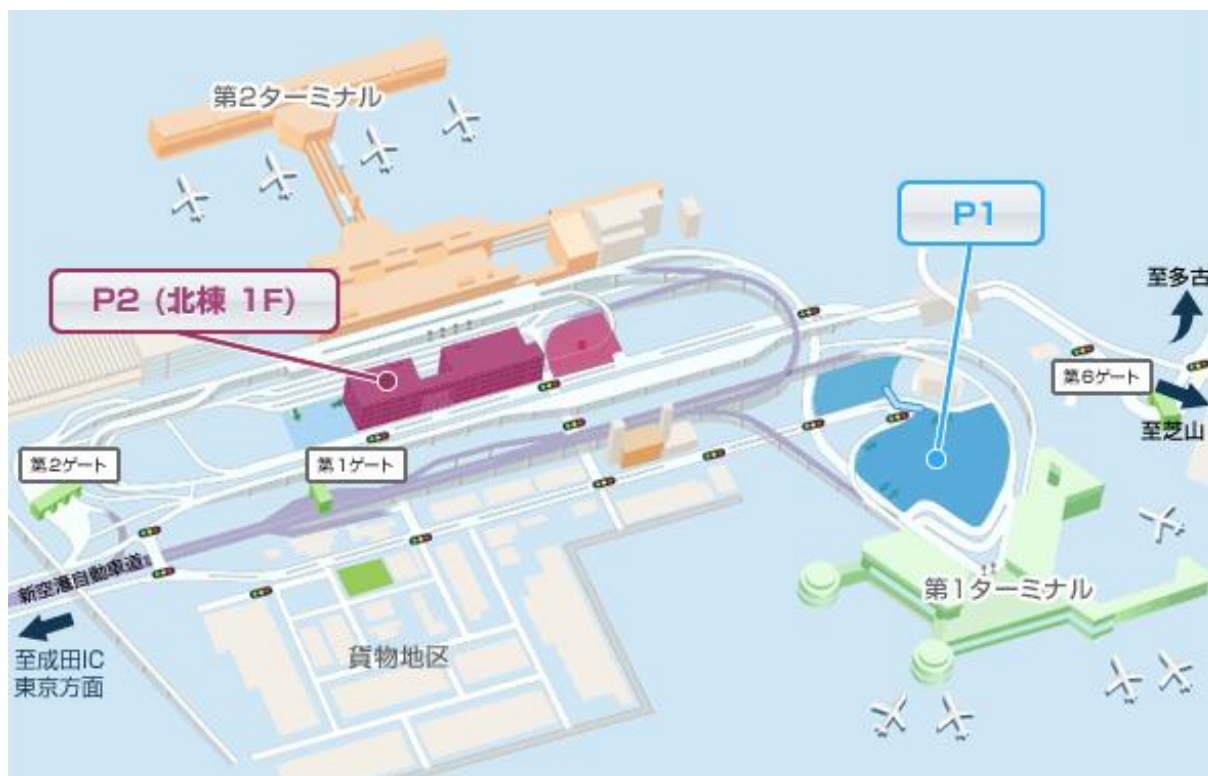 第2ターミナル
P1
P2 (北棟 1F)
至多古
第6ゲート
至芝山
第2ゲート
第1ゲート
新空港自動車道
第1ターミナル
至成田IC
東京方面
貨物地区